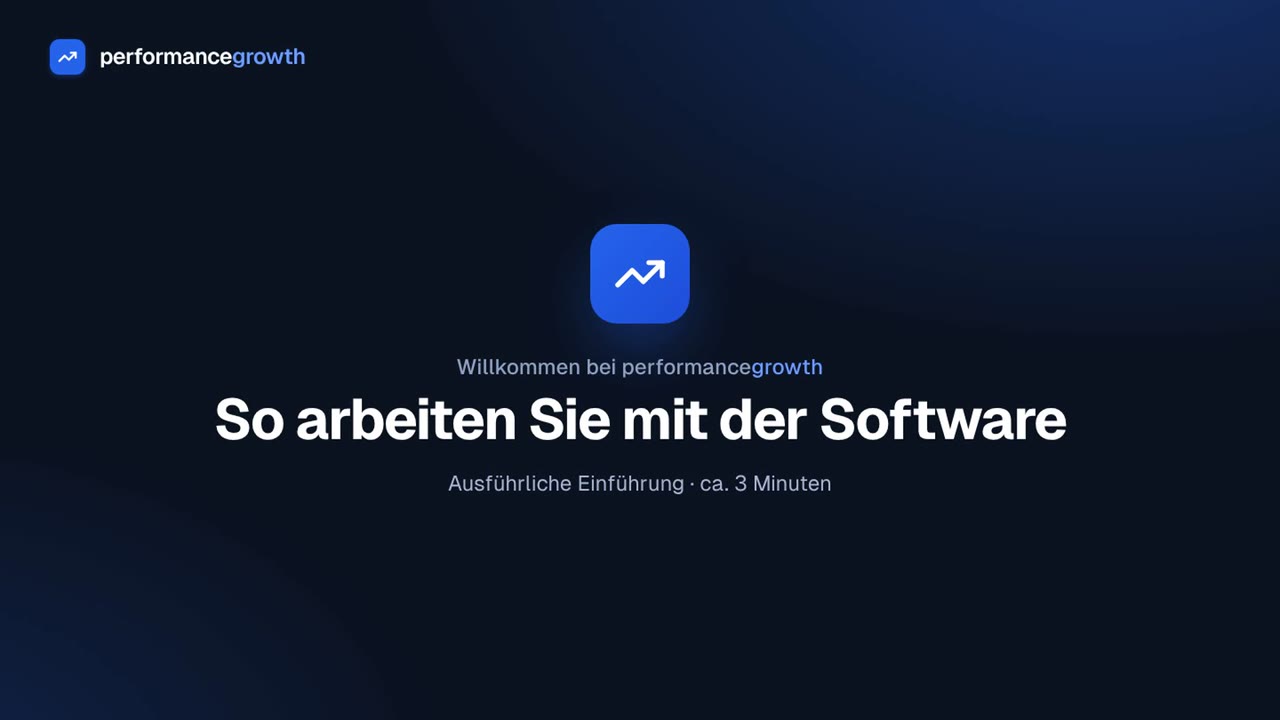 performancegrowth
Willkommen bei performancegrowth
So arbeiten Sie mit der Software
Ausführliche Einführung · ca. 3 Minuten